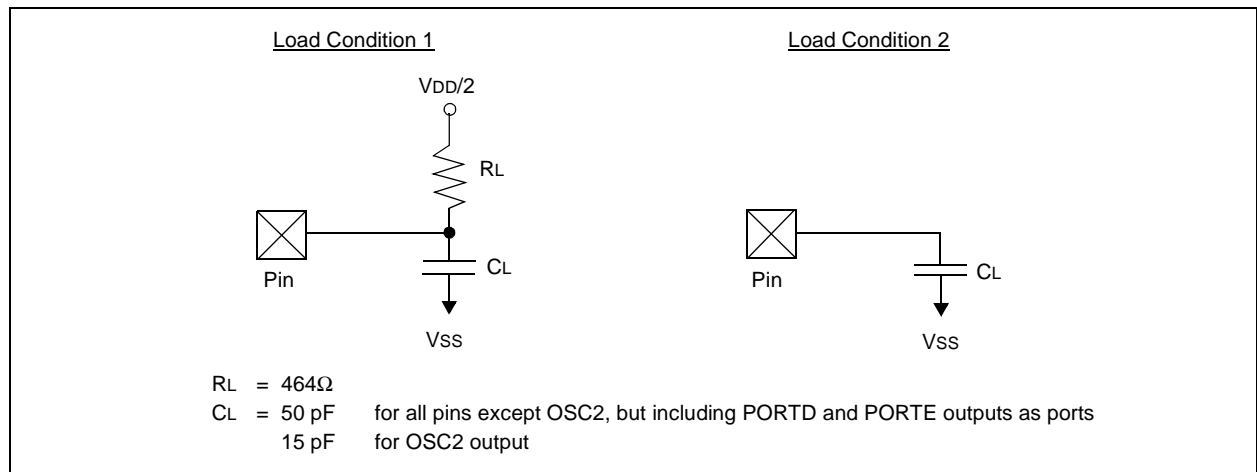 Load Condition 1
VDD/2
RL
Pin
CL
VSS
Load Condition 2
Pin
CL
VSS
RL = 464Ω
CL = 50 pF for all pins except OSC2, but including PORTD and PORTE outputs as ports
15 pF for OSC2 output